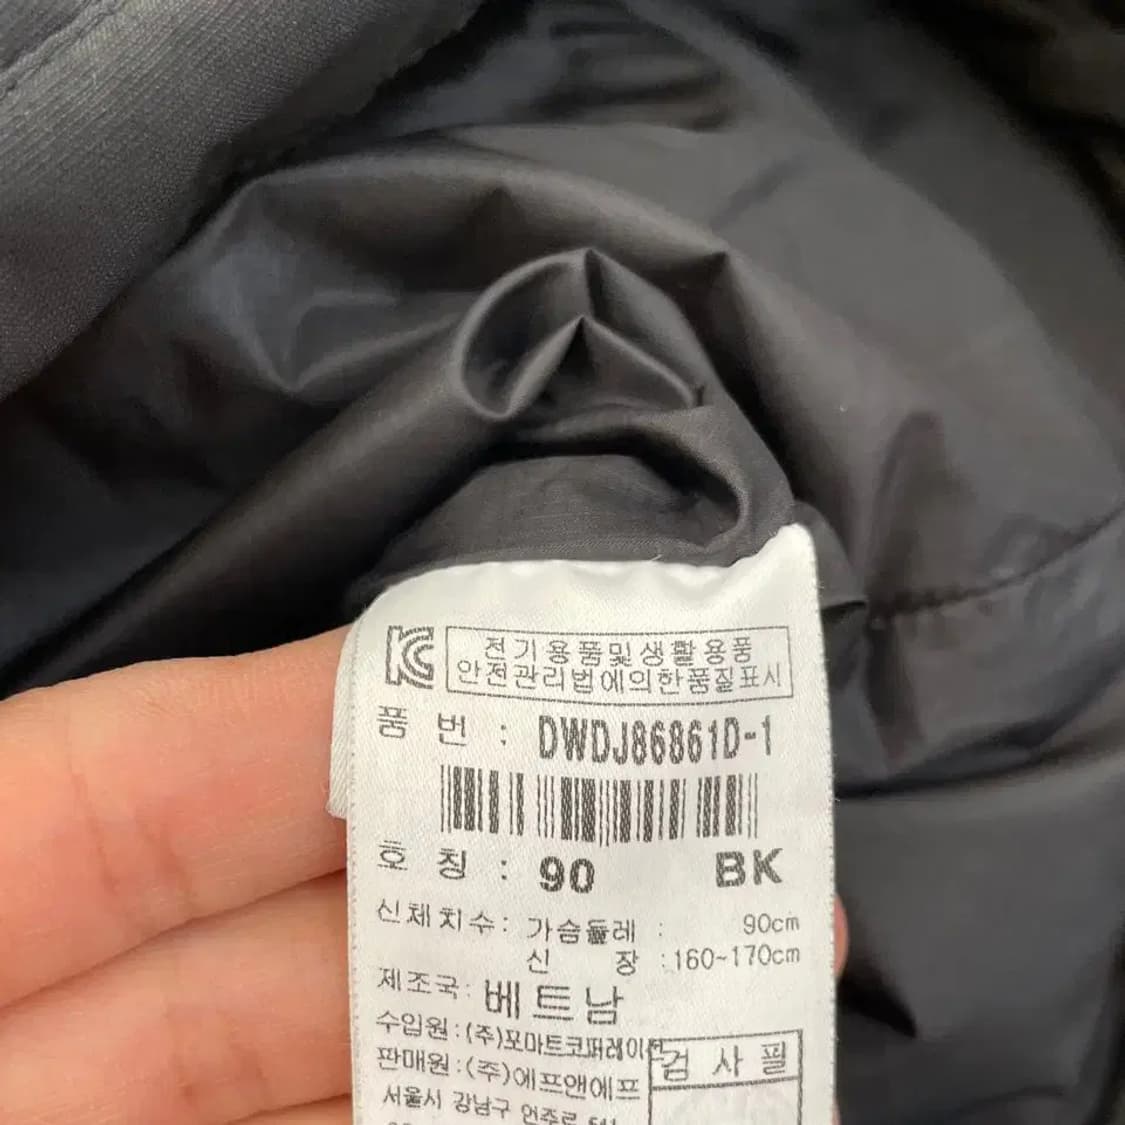 KC 전기용품및생활용품
안전관리법에의한품질표시
품 번 : DWDJ86861D-1
호 칭 : 90 BK
신체치수: 가슴둘레 : 90cm
신 장 :160~170cm
제조국: 베트남
수입원:(주)포마트코퍼레이션
판매원:(주)에프앤에프
검 사 필
서울시 강남구 언주로